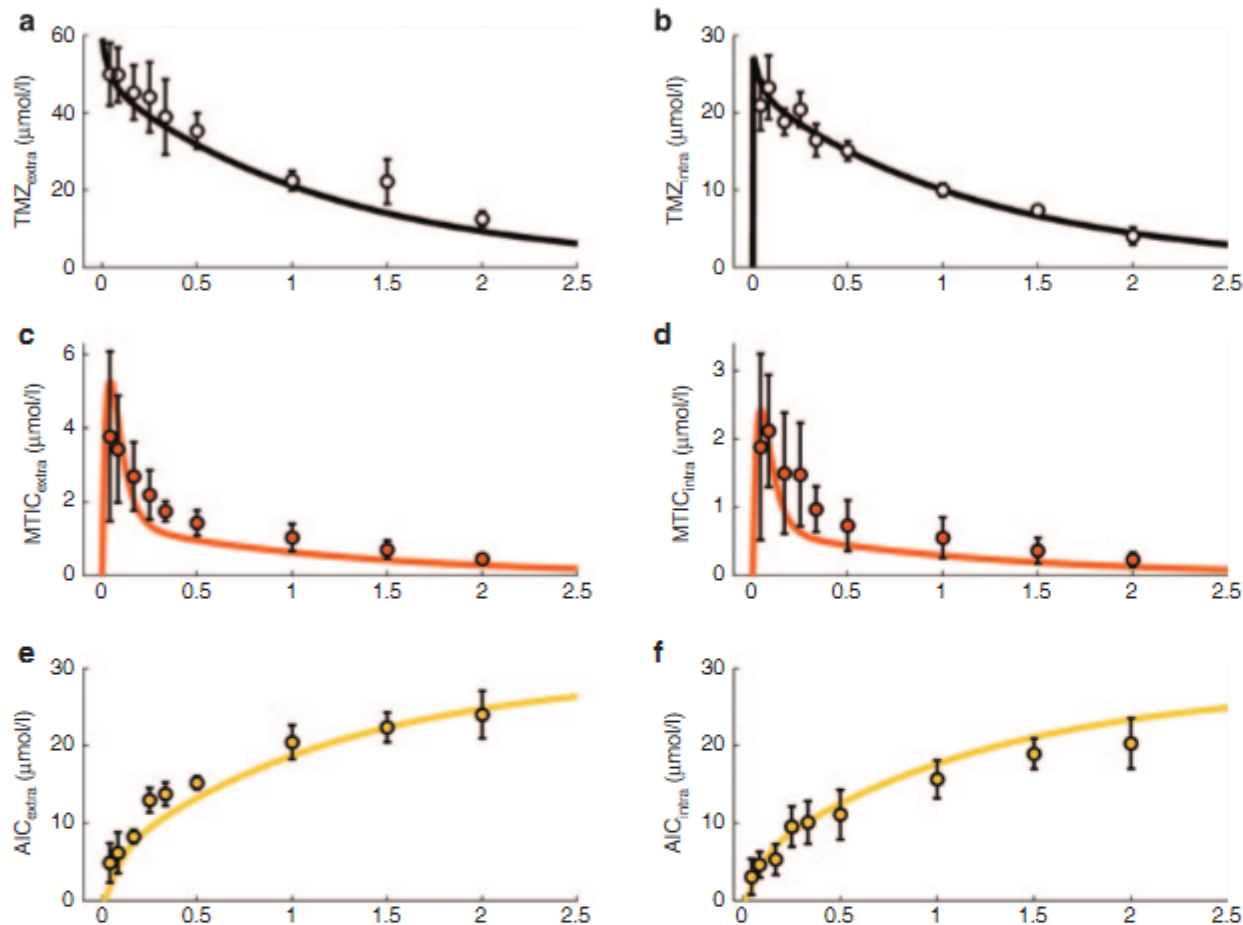 a
60
40
20
0
TMZextra (μmol/l)
0 0.5 1 1.5 2 2.5
b
30
20
10
0
TMZintra (μmol/l)
0 0.5 1 1.5 2 2.5
c
6
4
2
0
MTICextra (μmol/l)
0 0.5 1 1.5 2 2.5
d
3
2
1
0
MTICintra (μmol/l)
0 0.5 1 1.5 2 2.5
e
30
20
10
0
AICextra (μmol/l)
0 0.5 1 1.5 2 2.5
f
30
20
10
0
AICintra (μmol/l)
0 0.5 1 1.5 2 2.5